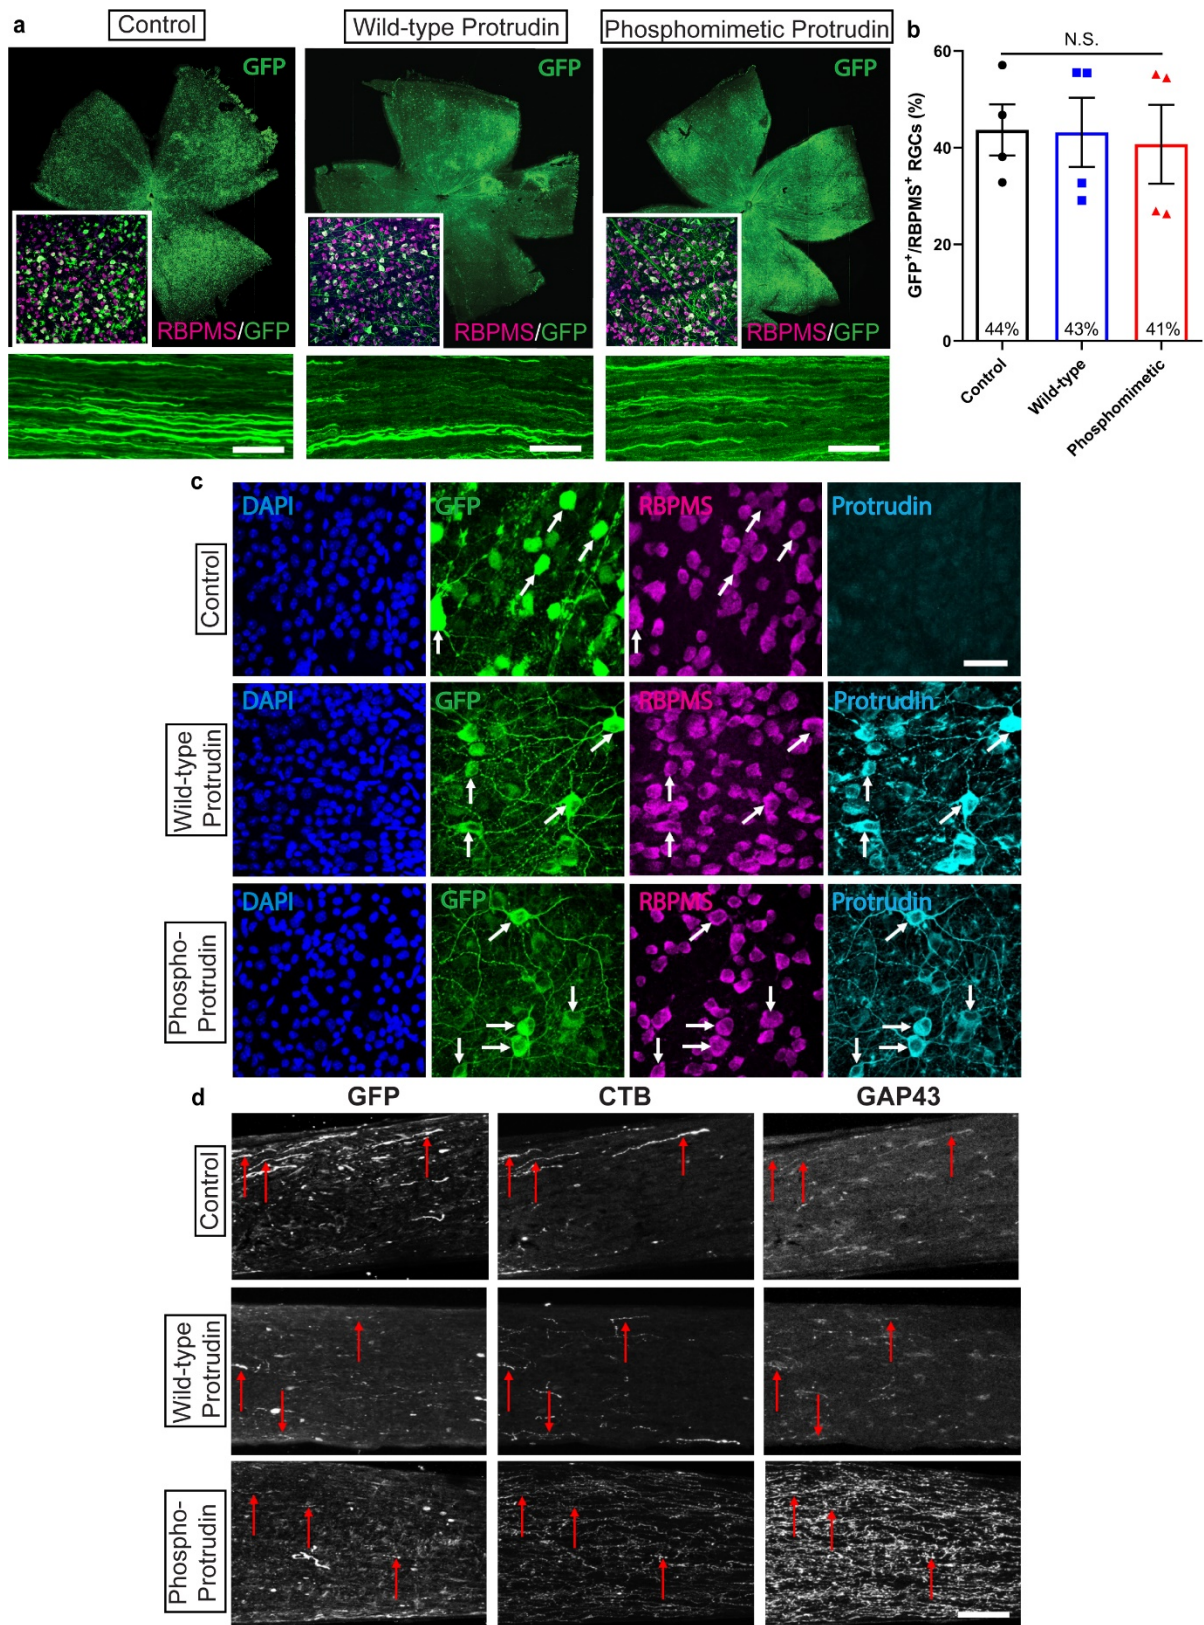 a
Control
Wild-type Protrudin
Phosphomimetic Protrudin
GFP
GFP
GFP
RBPMS/GFP
RBPMS/GFP
RBPMS/GFP
b
N.S.
GFP+/RBPMS+ RGCs (%)
60
40
20
0
44%
43%
41%
Control
Wild-type
Phosphomimetic
c
Control
DAPI
GFP
RBPMS
Protrudin
Wild-type
Protrudin
DAPI
GFP
RBPMS
Protrudin
Phospho-
Protrudin
DAPI
GFP
RBPMS
Protrudin
d
GFP
CTB
GAP43
Control
Wild-type
Protrudin
Phospho-
Protrudin